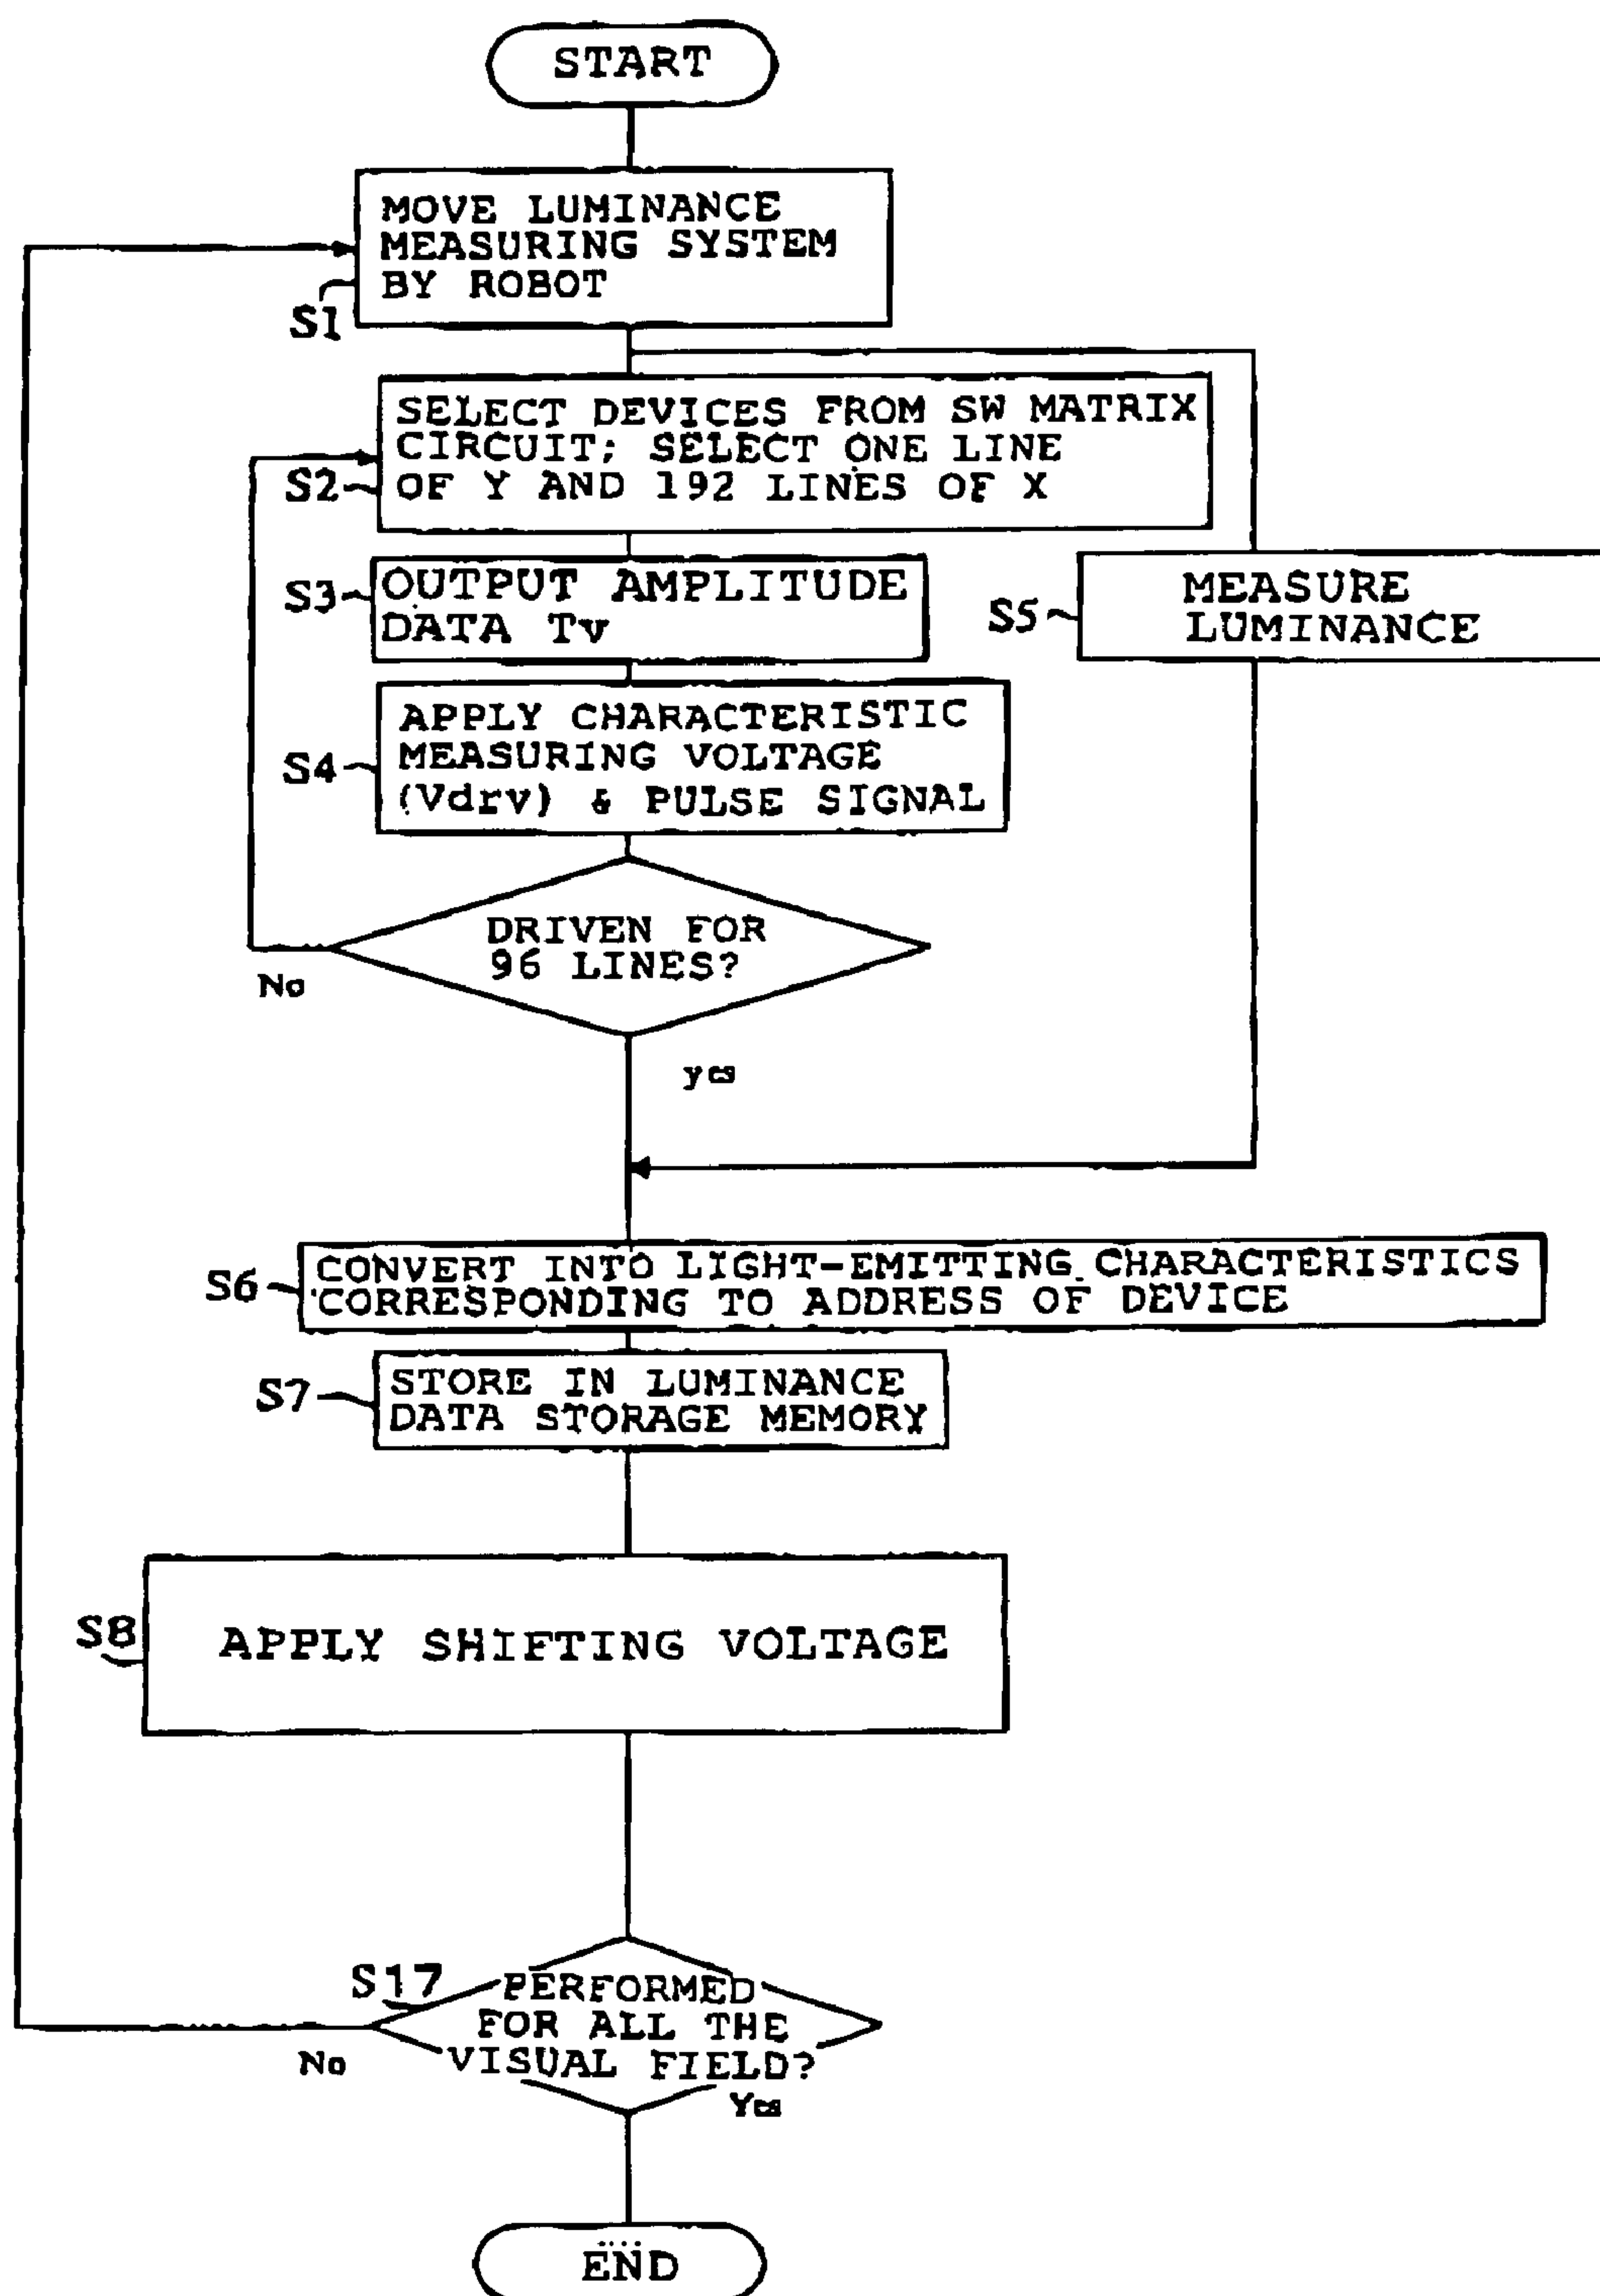 START
MOVE LUMINANCE
MEASURING SYSTEM
BY ROBOT
S1
SELECT DEVICES FROM SW MATRIX
CIRCUIT; SELECT ONE LINE
OF Y AND 192 LINES OF X
S2
OUTPUT AMPLITUDE
DATA Tv
S3
MEASURE
LUMINANCE
S5
APPLY CHARACTERISTIC
MEASURING VOLTAGE
(Vdrv) & PULSE SIGNAL
S4
DRIVEN FOR
96 LINES?
No
yes
CONVERT INTO LIGHT-EMITTING CHARACTERISTICS
CORRESPONDING TO ADDRESS OF DEVICE
S6
STORE IN LUMINANCE
DATA STORAGE MEMORY
S7
APPLY SHIFTING VOLTAGE
S8
S17
PERFORMED
FOR ALL THE
VISUAL FIELD?
No
Yes
END